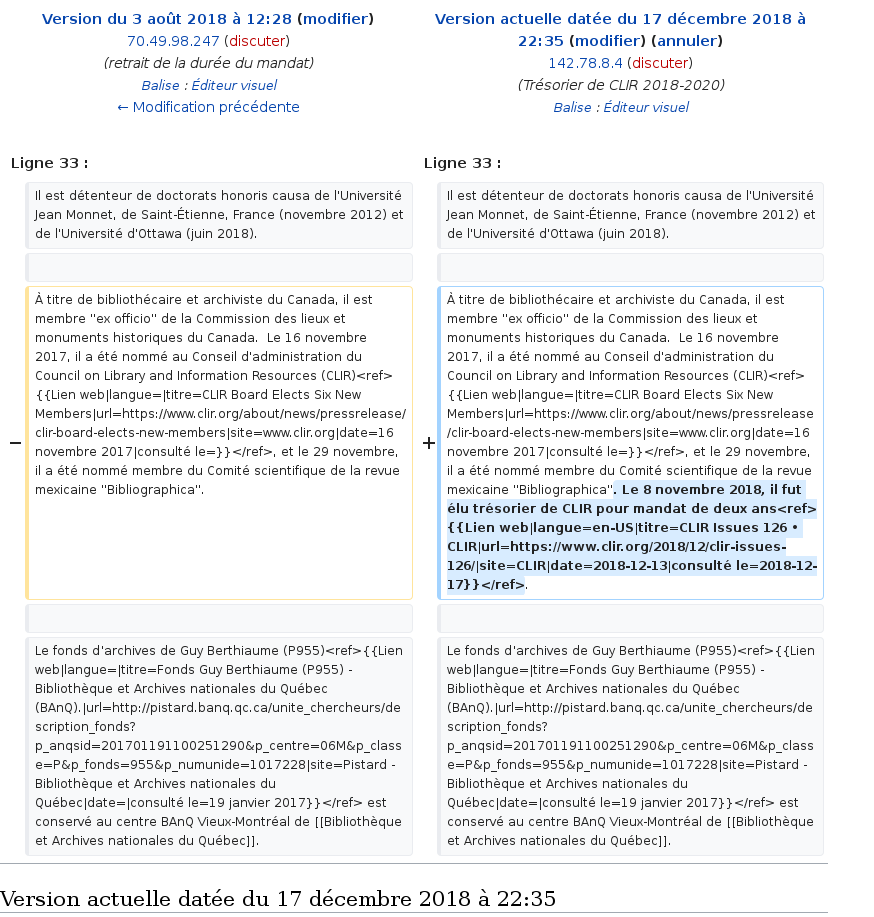 Version du 3 août 2018 à 12:28 (modifier)
70.49.98.247 (discuter)
(retrait de la durée du mandat)
Balise : Éditeur visuel
← Modification précédente
Version actuelle datée du 17 décembre 2018 à
22:35 (modifier) (annuler)
142.78.8.4 (discuter)
(Trésorier de CLIR 2018-2020)
Balise : Éditeur visuel
Ligne 33 :
Ligne 33 :
Il est détenteur de doctorats honoris causa de l'Université
Jean Monnet, de Saint-Étienne, France (novembre 2012) et
de l'Université d'Ottawa (juin 2018).
Il est détenteur de doctorats honoris causa de l'Université
Jean Monnet, de Saint-Étienne, France (novembre 2012) et
de l'Université d'Ottawa (juin 2018).
−
À titre de bibliothécaire et archiviste du Canada, il est
membre ''ex officio'' de la Commission des lieux et
monuments historiques du Canada.  Le 16 novembre
2017, il a été nommé au Conseil d'administration du
Council on Library and Information Resources (CLIR)<ref>
{{Lien web|langue=|titre=CLIR Board Elects Six New
Members|url=https://www.clir.org/about/news/pressrelease/
clir-board-elects-new-members|site=www.clir.org|date=16
novembre 2017|consulté le=}}</ref>, et le 29 novembre,
il a été nommé membre du Comité scientifique de la revue
mexicaine ''Bibliographica''.
+
À titre de bibliothécaire et archiviste du Canada, il est
membre ''ex officio'' de la Commission des lieux et
monuments historiques du Canada.  Le 16 novembre
2017, il a été nommé au Conseil d'administration du
Council on Library and Information Resources (CLIR)<ref>
{{Lien web|langue=|titre=CLIR Board Elects Six New
Members|url=https://www.clir.org/about/news/pressrelease
/clir-board-elects-new-members|site=www.clir.org|date=16
novembre 2017|consulté le=}}</ref>, et le 29 novembre,
il a été nommé membre du Comité scientifique de la revue
mexicaine ''Bibliographica''. Le 8 novembre 2018, il fut
élu trésorier de CLIR pour mandat de deux ans<ref>
{{Lien web|langue=en-US|titre=CLIR Issues 126 •
CLIR|url=https://www.clir.org/2018/12/clir-issues-
126/|site=CLIR|date=2018-12-13|consulté le=2018-12-
17}}</ref>.
Le fonds d'archives de Guy Berthiaume (P955)<ref>{{Lien
web|langue=|titre=Fonds Guy Berthiaume (P955) -
Bibliothèque et Archives nationales du Québec
(BAnQ).|url=http://pistard.banq.qc.ca/unite_chercheurs/de
scription_fonds?
p_anqsid=201701191100251290&p_centre=06M&p_class
e=P&p_fonds=955&p_numunide=1017228|site=Pistard -
Bibliothèque et Archives nationales du
Québec|date=|consulté le=19 janvier 2017}}</ref> est
conservé au centre BAnQ Vieux-Montréal de [[Bibliothèque
et Archives nationales du Québec]].
Le fonds d'archives de Guy Berthiaume (P955)<ref>{{Lien
web|langue=|titre=Fonds Guy Berthiaume (P955) -
Bibliothèque et Archives nationales du Québec
(BAnQ).|url=http://pistard.banq.qc.ca/unite_chercheurs/de
scription_fonds?
p_anqsid=201701191100251290&p_centre=06M&p_class
e=P&p_fonds=955&p_numunide=1017228|site=Pistard -
Bibliothèque et Archives nationales du
Québec|date=|consulté le=19 janvier 2017}}</ref> est
conservé au centre BAnQ Vieux-Montréal de [[Bibliothèque
et Archives nationales du Québec]].
Version actuelle datée du 17 décembre 2018 à 22:35